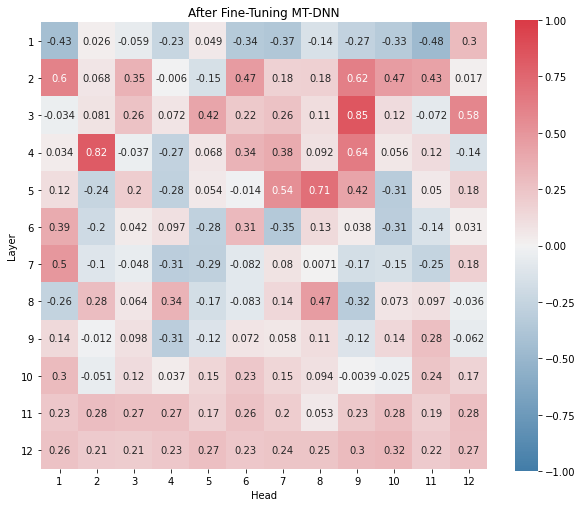 After Fine-Tuning MT-DNN
1 -0.43 0.026 -0.059 -0.23 0.049 -0.34 -0.37 -0.14 -0.27 -0.33 -0.48 0.3
2 0.6 0.068 0.35 -0.006 -0.15 0.47 0.18 0.18 0.62 0.47 0.43 0.017
3 -0.034 0.081 0.26 0.072 0.42 0.22 0.26 0.11 0.85 0.12 -0.072 0.58
4 0.034 0.82 -0.037 -0.27 0.068 0.34 0.38 0.092 0.64 0.056 0.12 -0.14
5 0.12 -0.24 0.2 -0.28 0.054 -0.014 0.54 0.71 0.42 -0.31 0.05 0.18
6 0.39 -0.2 0.042 0.097 -0.28 0.31 -0.35 0.13 0.038 -0.31 -0.14 0.031
7 0.5 -0.1 -0.048 -0.31 -0.29 -0.082 0.08 0.0071 -0.17 -0.15 -0.25 0.18
8 -0.26 0.28 0.064 0.34 -0.17 -0.083 0.14 0.47 -0.32 0.073 0.097 -0.036
9 0.14 -0.012 0.098 -0.31 -0.12 0.072 0.058 0.11 -0.12 0.14 0.28 -0.062
10 0.3 -0.051 0.12 0.037 0.15 0.23 0.15 0.094 -0.0039 -0.025 0.24 0.17
11 0.23 0.28 0.27 0.27 0.17 0.26 0.2 0.053 0.23 0.28 0.19 0.28
12 0.26 0.21 0.21 0.23 0.27 0.23 0.24 0.25 0.3 0.32 0.22 0.27
1 2 3 4 5 6 7 8 9 10 11 12
Head
Layer
1.00
0.75
0.50
0.25
0.00
-0.25
-0.50
-0.75
-1.00